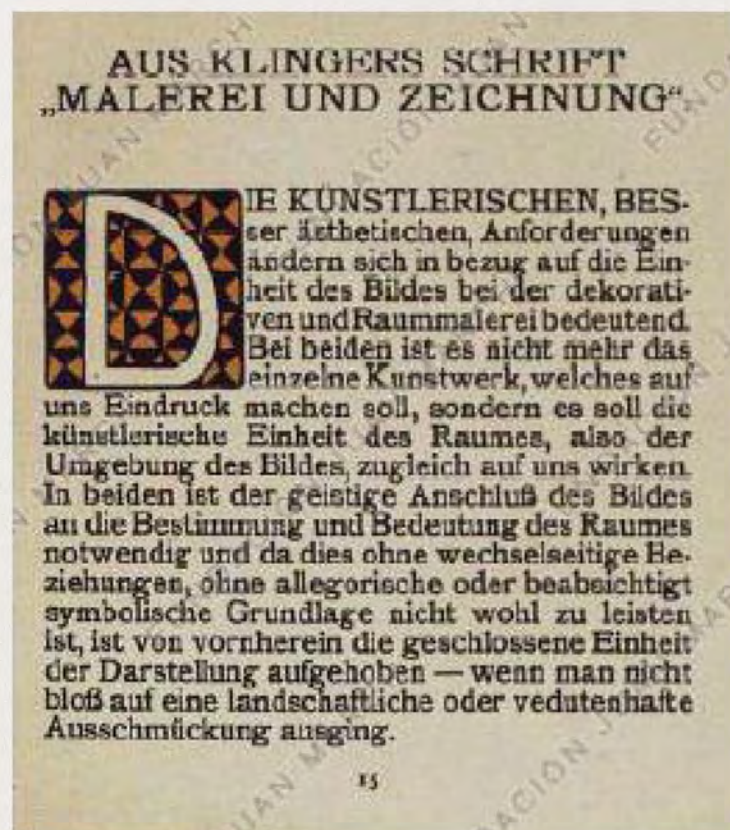 AUS KLINGERS SCHRIFT
„MALEREI UND ZEICHNUNG“
DIE KÜNSTLERISCHEN, BES-
ser ästhetischen, Anforderungen
ändern sich in bezug auf die Ein-
heit des Bildes bei der dekorati-
ven und Raummalerei bedeutend.
Bei beiden ist es nicht mehr das
einzelne Kunstwerk, welches auf
uns Eindruck machen soll, sondern es soll die
künstlerische Einheit des Raumes, also der
Umgebung des Bildes, zugleich auf uns wirken.
In beiden ist der geistige Anschluß des Bildes
an die Bestimmung und Bedeutung des Raumes
notwendig und da dies ohne wechselseitige Be-
ziehungen, ohne allegorische oder beabsichtigt
symbolische Grundlage nicht wohl zu leisten
ist, ist von vornherein die geschlossene Einheit
der Darstellung aufgehoben — wenn man nicht
bloß auf eine landschaftliche oder vedutenhafte
Ausschmückung ausging.
15